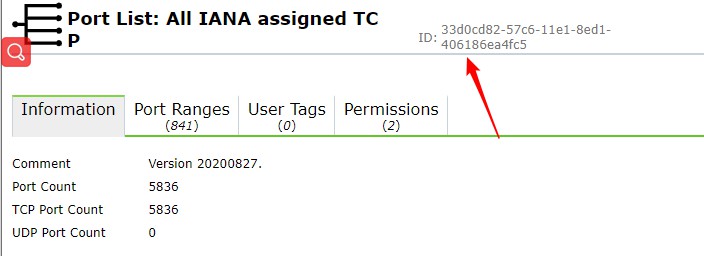 Port List: All IANA assigned TC
P
ID: 33d0cd82-57c6-11e1-8ed1-
406186ea4fc5
Information Port Ranges User Tags Permissions
(841) (0) (2)
Comment Version 20200827.
Port Count 5836
TCP Port Count 5836
UDP Port Count 0